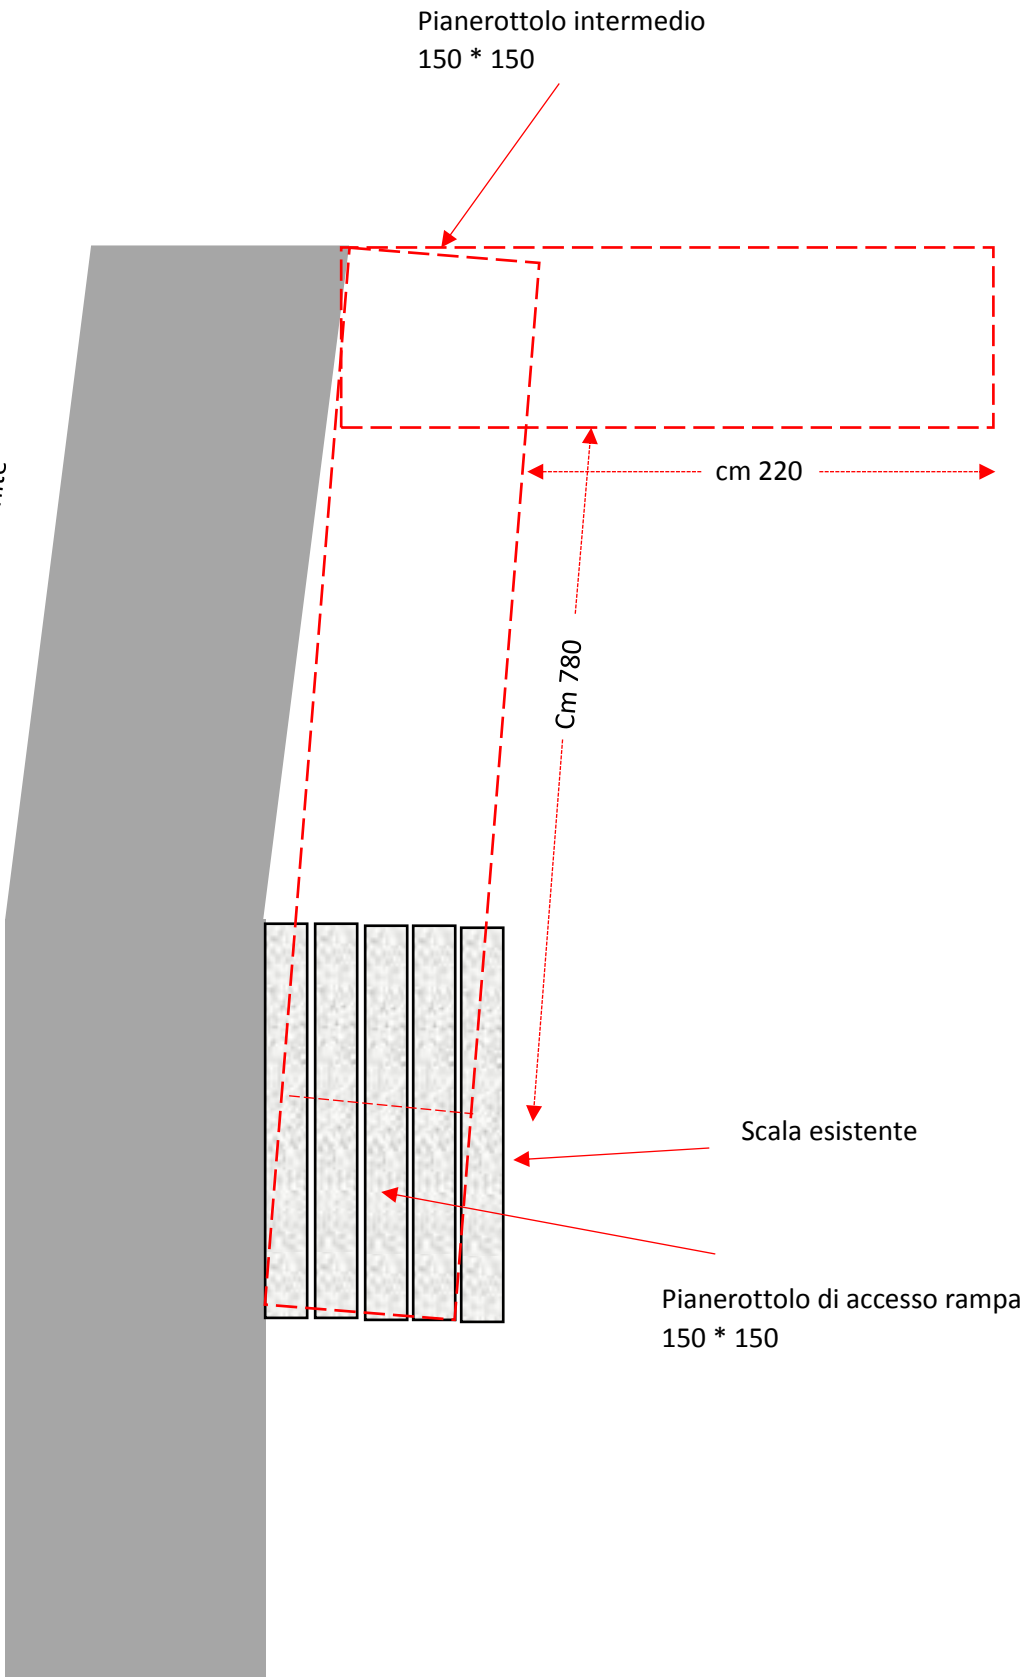 Pianerottolo intermedio
150 * 150
cm 220
Cm 780
Scala esistente
Pianerottolo di accesso rampa
150 * 150